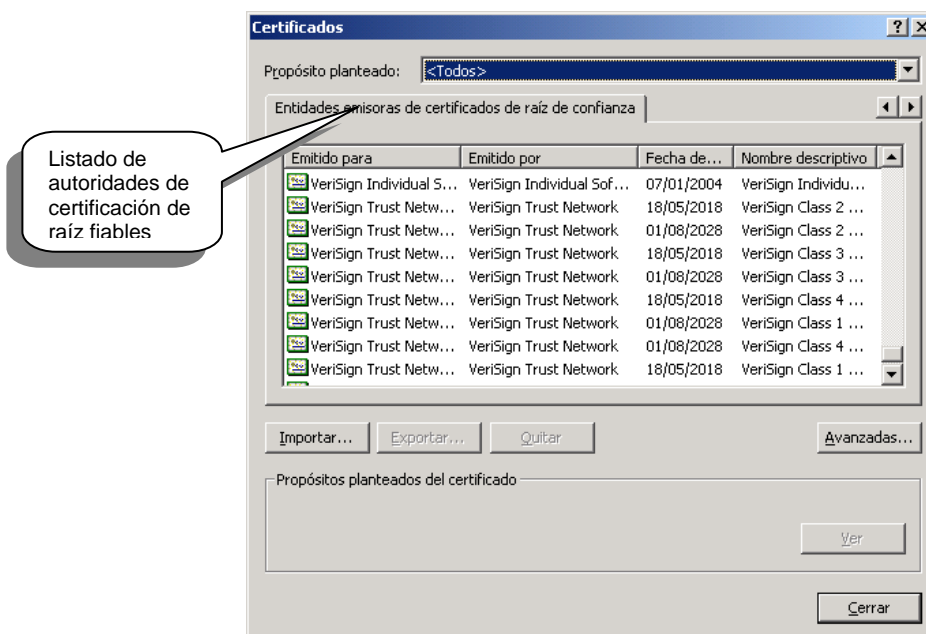 Certificados
Propósito planteado: <Todos>
Entidades emisoras de certificados de raíz de confianza
Listado de
autoridades de
certificación de
raíz fiables
Emitido para Emitido por Fecha de... Nombre descriptivo
VeriSign Individual S... VeriSign Individual Sof... 07/01/2004 VeriSign Individu...
VeriSign Trust Netw... VeriSign Trust Network 18/05/2018 VeriSign Class 2 ...
VeriSign Trust Netw... VeriSign Trust Network 01/08/2028 VeriSign Class 2 ...
VeriSign Trust Netw... VeriSign Trust Network 18/05/2018 VeriSign Class 3 ...
VeriSign Trust Netw... VeriSign Trust Network 01/08/2028 VeriSign Class 3 ...
VeriSign Trust Netw... VeriSign Trust Network 18/05/2018 VeriSign Class 4 ...
VeriSign Trust Netw... VeriSign Trust Network 01/08/2028 VeriSign Class 1 ...
VeriSign Trust Netw... VeriSign Trust Network 01/08/2028 VeriSign Class 4 ...
VeriSign Trust Netw... VeriSign Trust Network 18/05/2018 VeriSign Class 1 ...
Importar... Exportar... Quitar Avanzadas...
Propósitos planteados del certificado
Ver
Cerrar